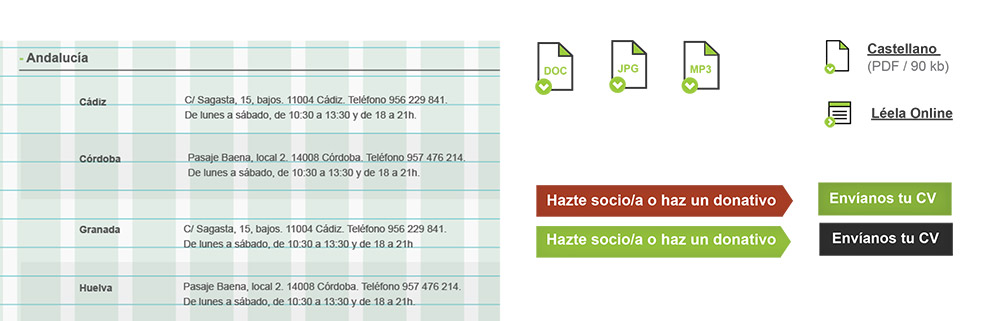 - Andalucía
Cádiz
C/ Sagasta, 15, bajos. 11004 Cádiz. Teléfono 956 229 841.
De lunes a sábado, de 10:30 a 13:30 y de 18 a 21h.
Córdoba
Pasaje Baena, local 2. 14008 Córdoba. Teléfono 957 476 214.
De lunes a sábado, de 10:30 a 13:30 y de 18 a 21h.
Granada
C/ Sagasta, 15, bajos. 11004 Cádiz. Teléfono 956 229 841.
De lunes a sábado, de 10:30 a 13:30 y de 18 a 21h
Huelva
Pasaje Baena, local 2. 14008 Córdoba. Teléfono 957 476 214.
De lunes a sábado, de 10:30 a 13:30 y de 18 a 21h.
DOC
JPG
MP3
Castellano
(PDF / 90 kb)
Léela Online
Hazte socio/a o haz un donativo
Envíanos tu CV
Hazte socio/a o haz un donativo
Envíanos tu CV